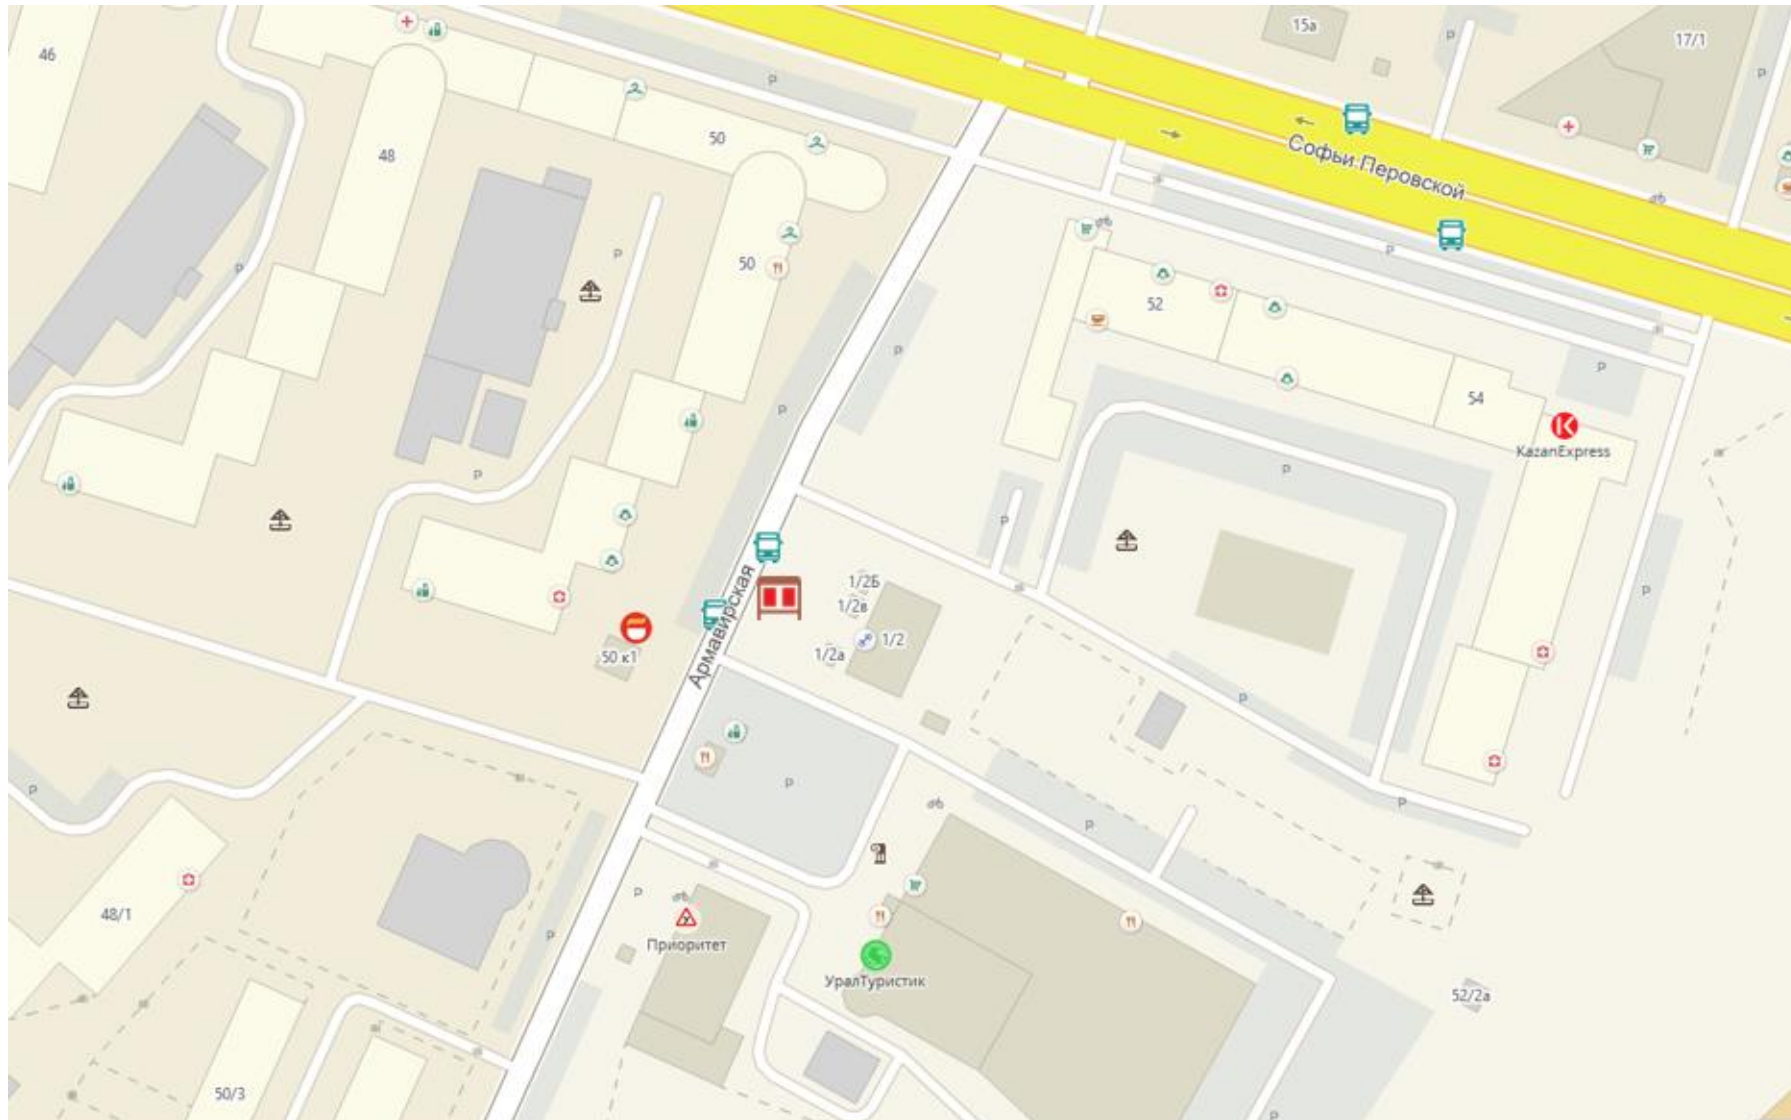 46
15а
17/1
P
P
P
50
48
Софьи Перовской
P
50
P
P
52
P
P
P
54
KazanExpress
P
P
P
P
1/2Б
1/2в
1/2
1/2а
50 к1
Армавирская
P
P
P
P
P
P
P
48/1
Приоритет
P
УралТуристик
52/2а
50/3
P